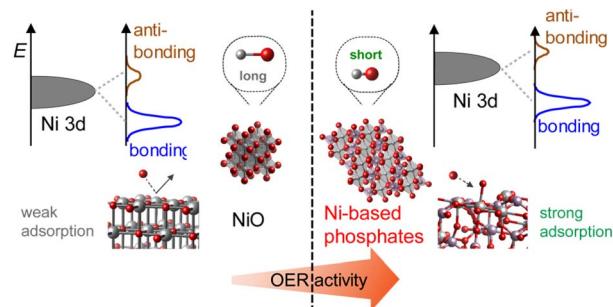 E
anti-
bonding
Ni 3d
bonding
long
NiO
weak
adsorption
short
Ni-based
phosphates
anti-
bonding
Ni 3d
bonding
strong
adsorption
OER activity